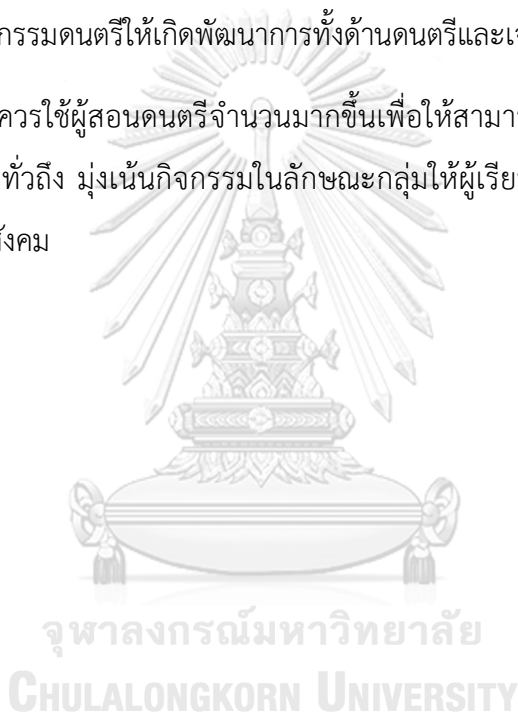 กรรมดนตรีให้เกิดพัฒนาการทั้งด้านดนตรีและ
ควรใช้ผู้สอนดนตรีจำนวนมากขึ้นเพื่อให้สามา
ทั่วถึง มุ่งเน้นกิจกรรมในลักษณะกลุ่มให้ผู้เรีย
ังคม
จุฬาลงกรณ์มหาวิทยาลัย
CHULALONGKORN UNIVERSITY